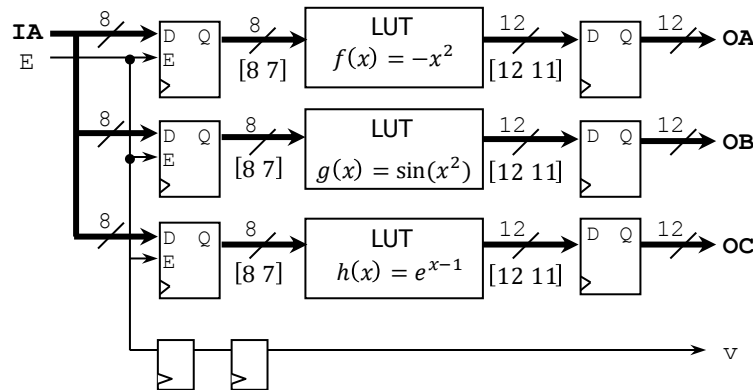 IA 8 D Q 8 LUT 12 D Q 12 OA
E E [8 7] f(x) = −x² [12 11]
8 D Q 8 LUT 12 D Q 12 OB
E [8 7] g(x) = sin(x²) [12 11]
8 D Q 8 LUT 12 D Q 12 OC
E [8 7] h(x) = eˣ⁻¹ [12 11]
v